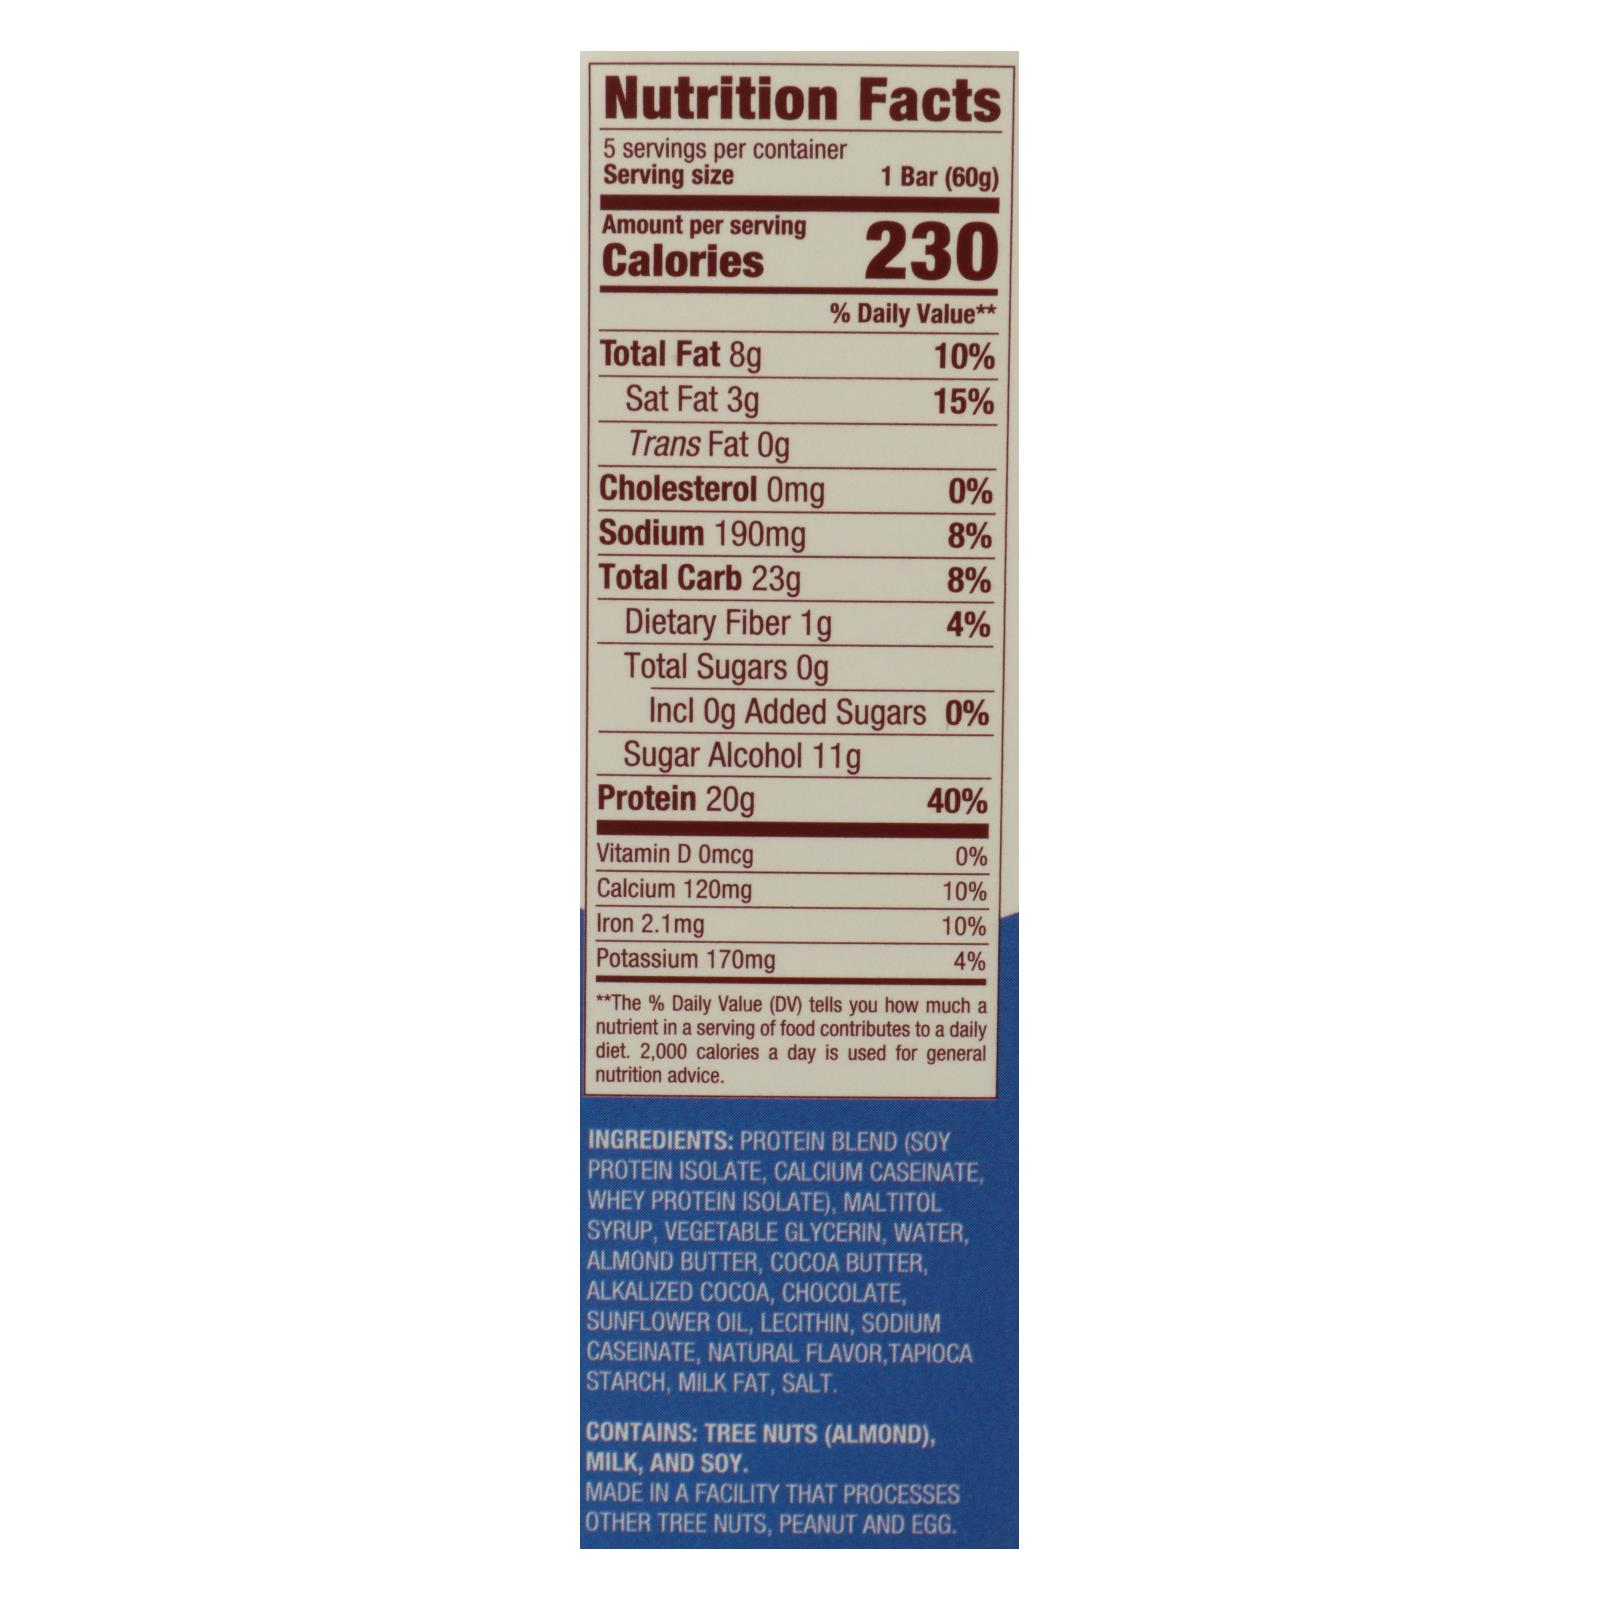 Nutrition Facts
5 servings per container
Serving size 1 Bar (60g)
Amount per serving
Calories 230
% Daily Value**
Total Fat 8g 10%
Sat Fat 3g 15%
Trans Fat 0g
Cholesterol 0mg 0%
Sodium 190mg 8%
Total Carb 23g 8%
Dietary Fiber 1g 4%
Total Sugars 0g
Incl 0g Added Sugars 0%
Sugar Alcohol 11g
Protein 20g 40%
Vitamin D 0mcg 0%
Calcium 120mg 10%
Iron 2.1mg 10%
Potassium 170mg 4%
**The % Daily Value (DV) tells you how much a
nutrient in a serving of food contributes to a daily
diet. 2,000 calories a day is used for general
nutrition advice.
INGREDIENTS: PROTEIN BLEND (SOY
PROTEIN ISOLATE, CALCIUM CASEINATE,
WHEY PROTEIN ISOLATE), MALTITOL
SYRUP, VEGETABLE GLYCERIN, WATER,
ALMOND BUTTER, COCOA BUTTER,
ALKALIZED COCOA, CHOCOLATE,
SUNFLOWER OIL, LECITHIN, SODIUM
CASEINATE, NATURAL FLAVOR,TAPIOCA
STARCH, MILK FAT, SALT.
CONTAINS: TREE NUTS (ALMOND),
MILK, AND SOY.
MADE IN A FACILITY THAT PROCESSES
OTHER TREE NUTS, PEANUT AND EGG.